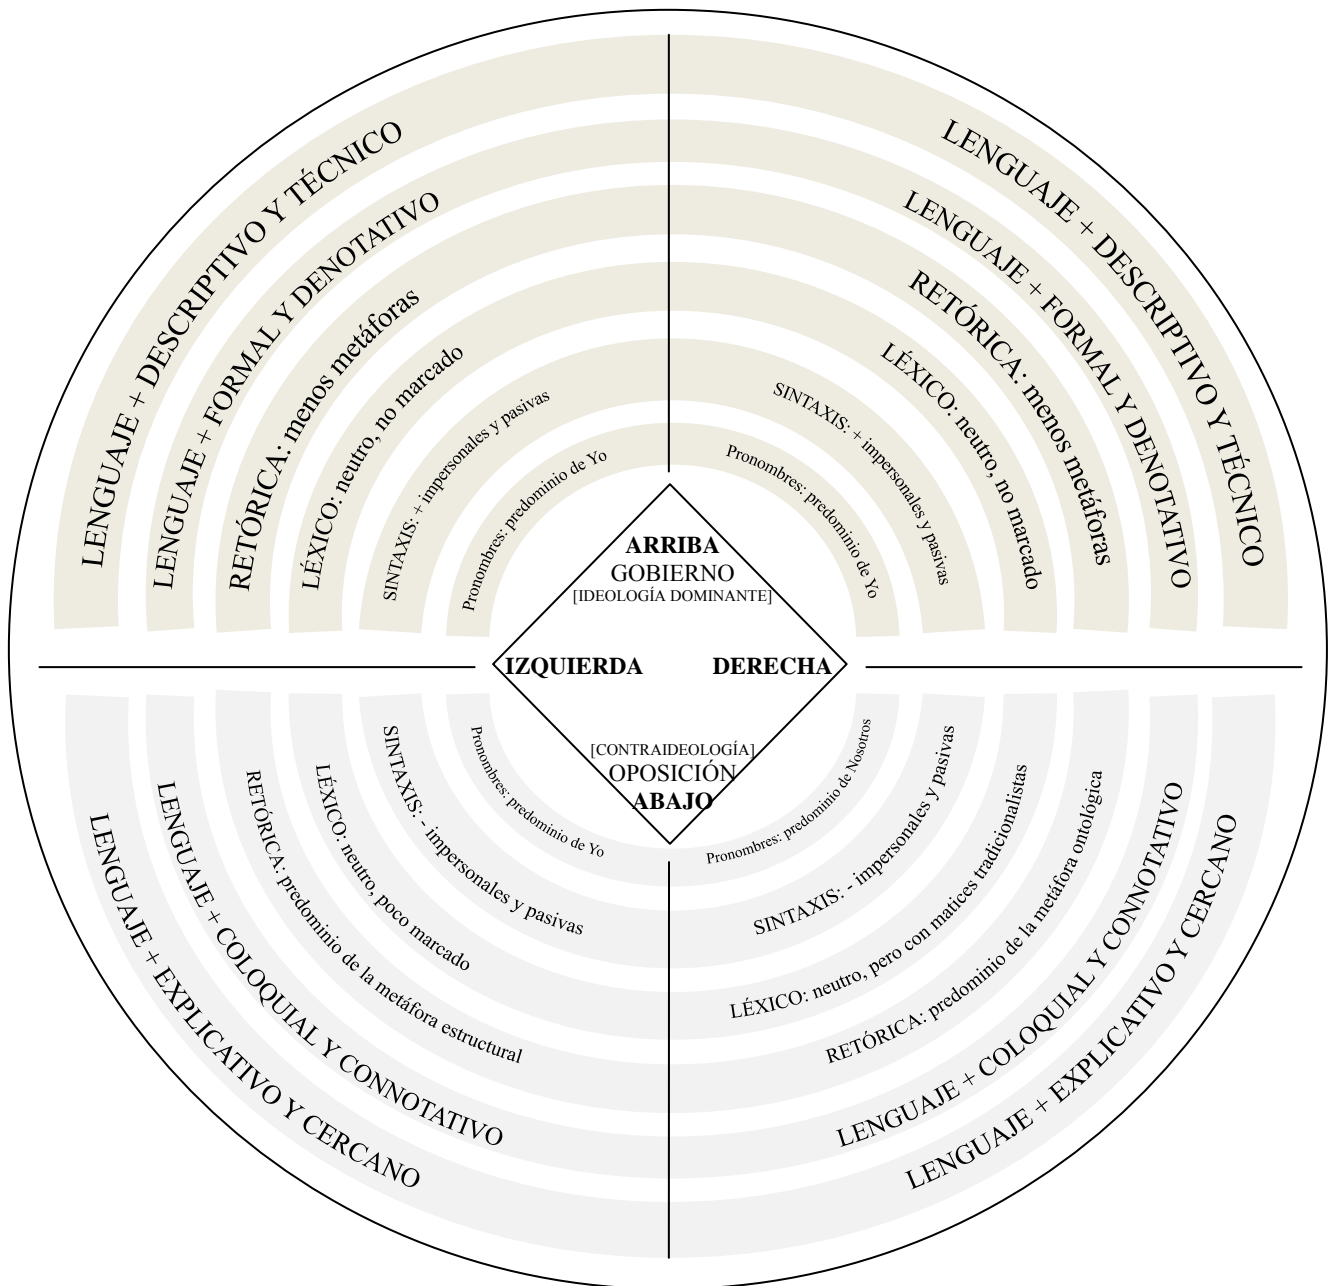 LENGUAJE + DESCRIPTIVO Y TÉCNICO
LENGUAJE + FORMAL Y DENOTATIVO
RETÓRICA: menos metáforas
LÉXICO: neutro, no marcado
SINTAXIS: + impersonales y pasivas
Pronombres: predominio de Yo
LENGUAJE + DESCRIPTIVO Y TÉCNICO
LENGUAJE + FORMAL Y DENOTATIVO
RETÓRICA: menos metáforas
LÉXICO: neutro, no marcado
SINTAXIS: + impersonales y pasivas
Pronombres: predominio de Yo
ARRIBA
GOBIERNO
[IDEOLOGÍA DOMINANTE]
IZQUIERDA
DERECHA
[CONTRAIDEOLOGÍA]
OPOSICIÓN
ABAJO
Pronombres: predominio de Yo
SINTAXIS: - impersonales y pasivas
LÉXICO: neutro, poco marcado
RETÓRICA: predominio de la metáfora estructural
LENGUAJE + COLOQUIAL Y CONNOTATIVO
LENGUAJE + EXPLICATIVO Y CERCANO
Pronombres: predominio de Nosotros
SINTAXIS: - impersonales y pasivas
LÉXICO: neutro, pero con matices tradicionalistas
RETÓRICA: predominio de la metáfora ontológica
LENGUAJE + COLOQUIAL Y CONNOTATIVO
LENGUAJE + EXPLICATIVO Y CERCANO